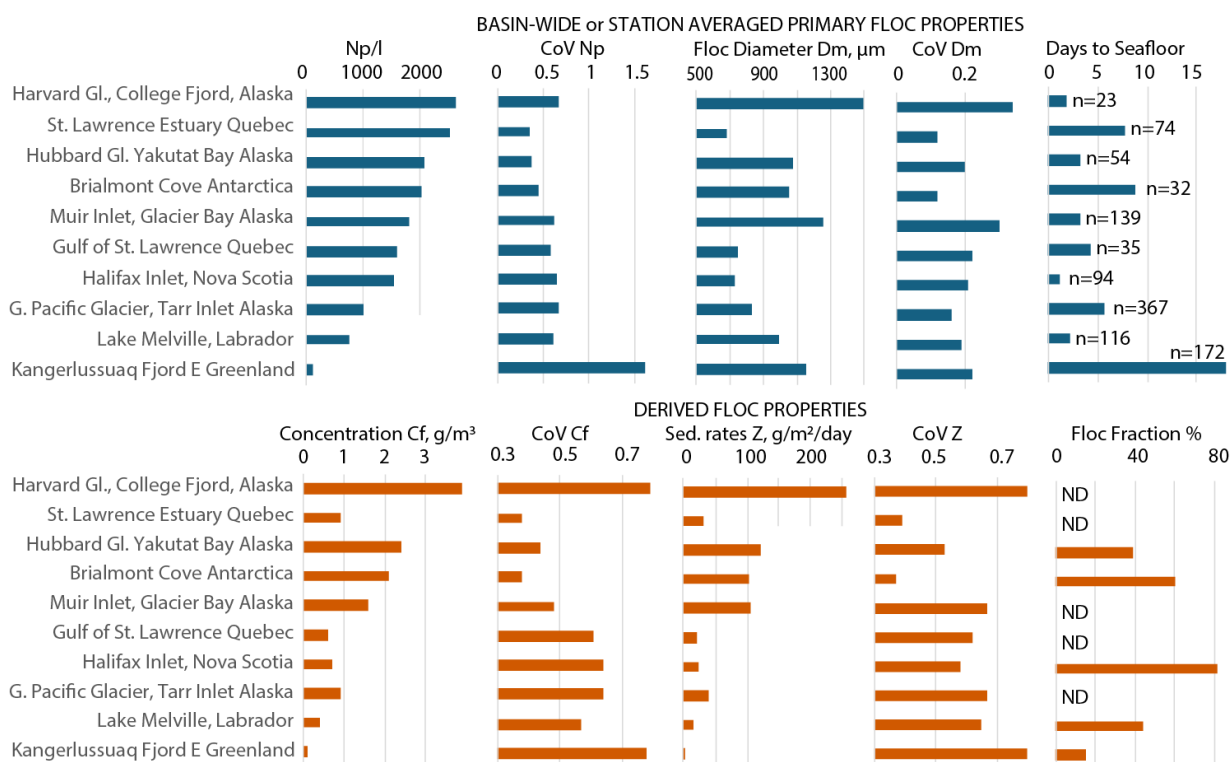 BASIN-WIDE or STATION AVERAGED PRIMARY FLOC PROPERTIES
Np/l CoV Np Floc Diameter Dm, µm CoV Dm Days to Seafloor
0 1000 2000 0 0.5 1 1.5 500 900 1300 0 0.2 0 5 10 15
Harvard Gl., College Fjord, Alaska n=23
St. Lawrence Estuary Quebec n=74
Hubbard Gl. Yakutat Bay Alaska n=54
Brialmont Cove Antarctica n=32
Muir Inlet, Glacier Bay Alaska n=139
Gulf of St. Lawrence Quebec n=35
Halifax Inlet, Nova Scotia n=94
G. Pacific Glacier, Tarr Inlet Alaska n=367
Lake Melville, Labrador n=116
Kangerlussuaq Fjord E Greenland n=172
DERIVED FLOC PROPERTIES
Concentration Cf, g/m³ CoV Cf Sed. rates Z, g/m²/day CoV Z Floc Fraction %
0 1 2 3 0.3 0.5 0.7 0 100 200 0.3 0.5 0.7 0 40 80
Harvard Gl., College Fjord, Alaska ND
St. Lawrence Estuary Quebec ND
Hubbard Gl. Yakutat Bay Alaska
Brialmont Cove Antarctica
Muir Inlet, Glacier Bay Alaska ND
Gulf of St. Lawrence Quebec ND
Halifax Inlet, Nova Scotia
G. Pacific Glacier, Tarr Inlet Alaska ND
Lake Melville, Labrador
Kangerlussuaq Fjord E Greenland
0 20 40 60 80